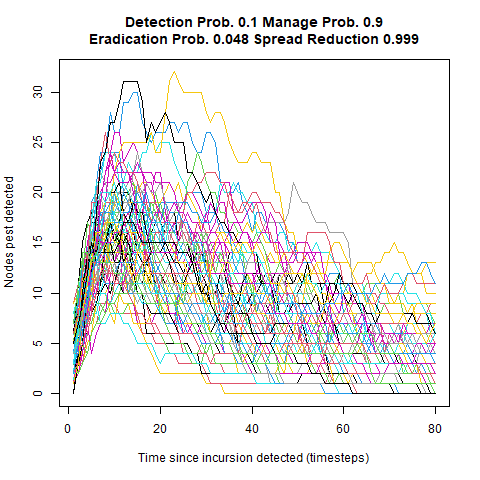 Detection Prob. 0.1 Manage Prob. 0.9
Eradication Prob. 0.048 Spread Reduction 0.999
Nodes pest detected
30
25
20
15
10
5
0
0 20 40 60 80
Time since incursion detected (timesteps)